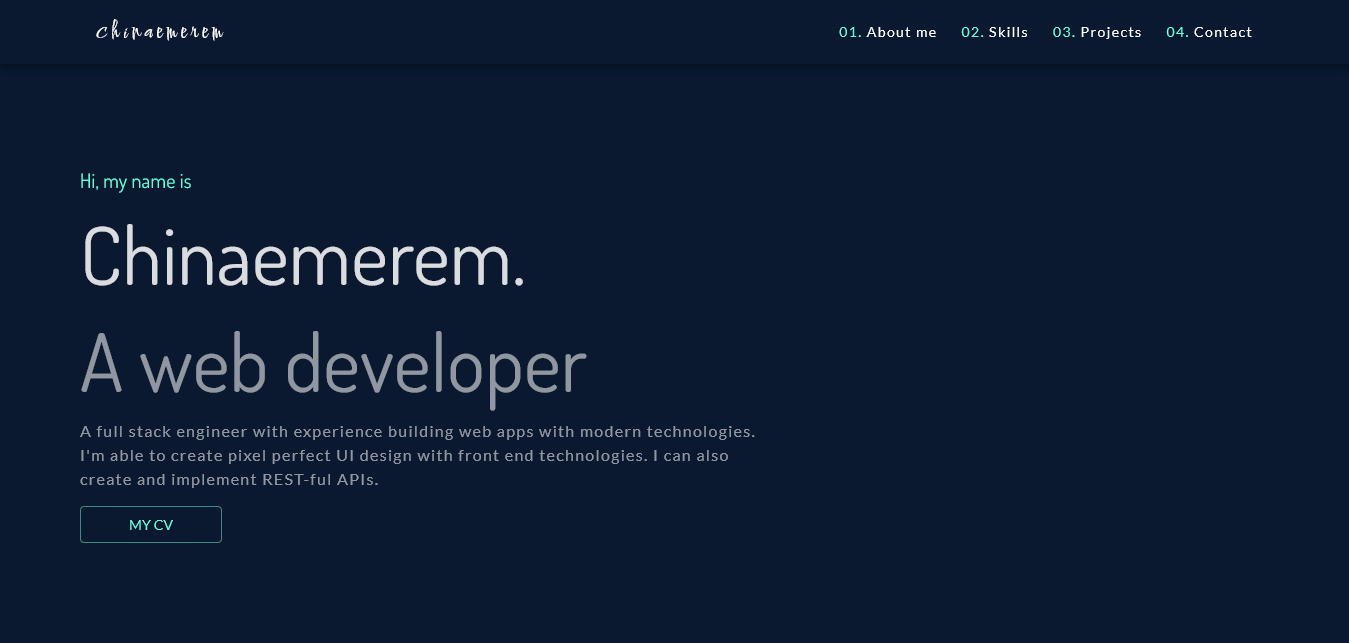 chinaemerem
01. About me 02. Skills 03. Projects 04. Contact
Hi, my name is
Chinaemerem.
A web developer
A full stack engineer with experience building web apps with modern technologies.
I'm able to create pixel perfect UI design with front end technologies. I can also
create and implement REST-ful APIs.
MY CV